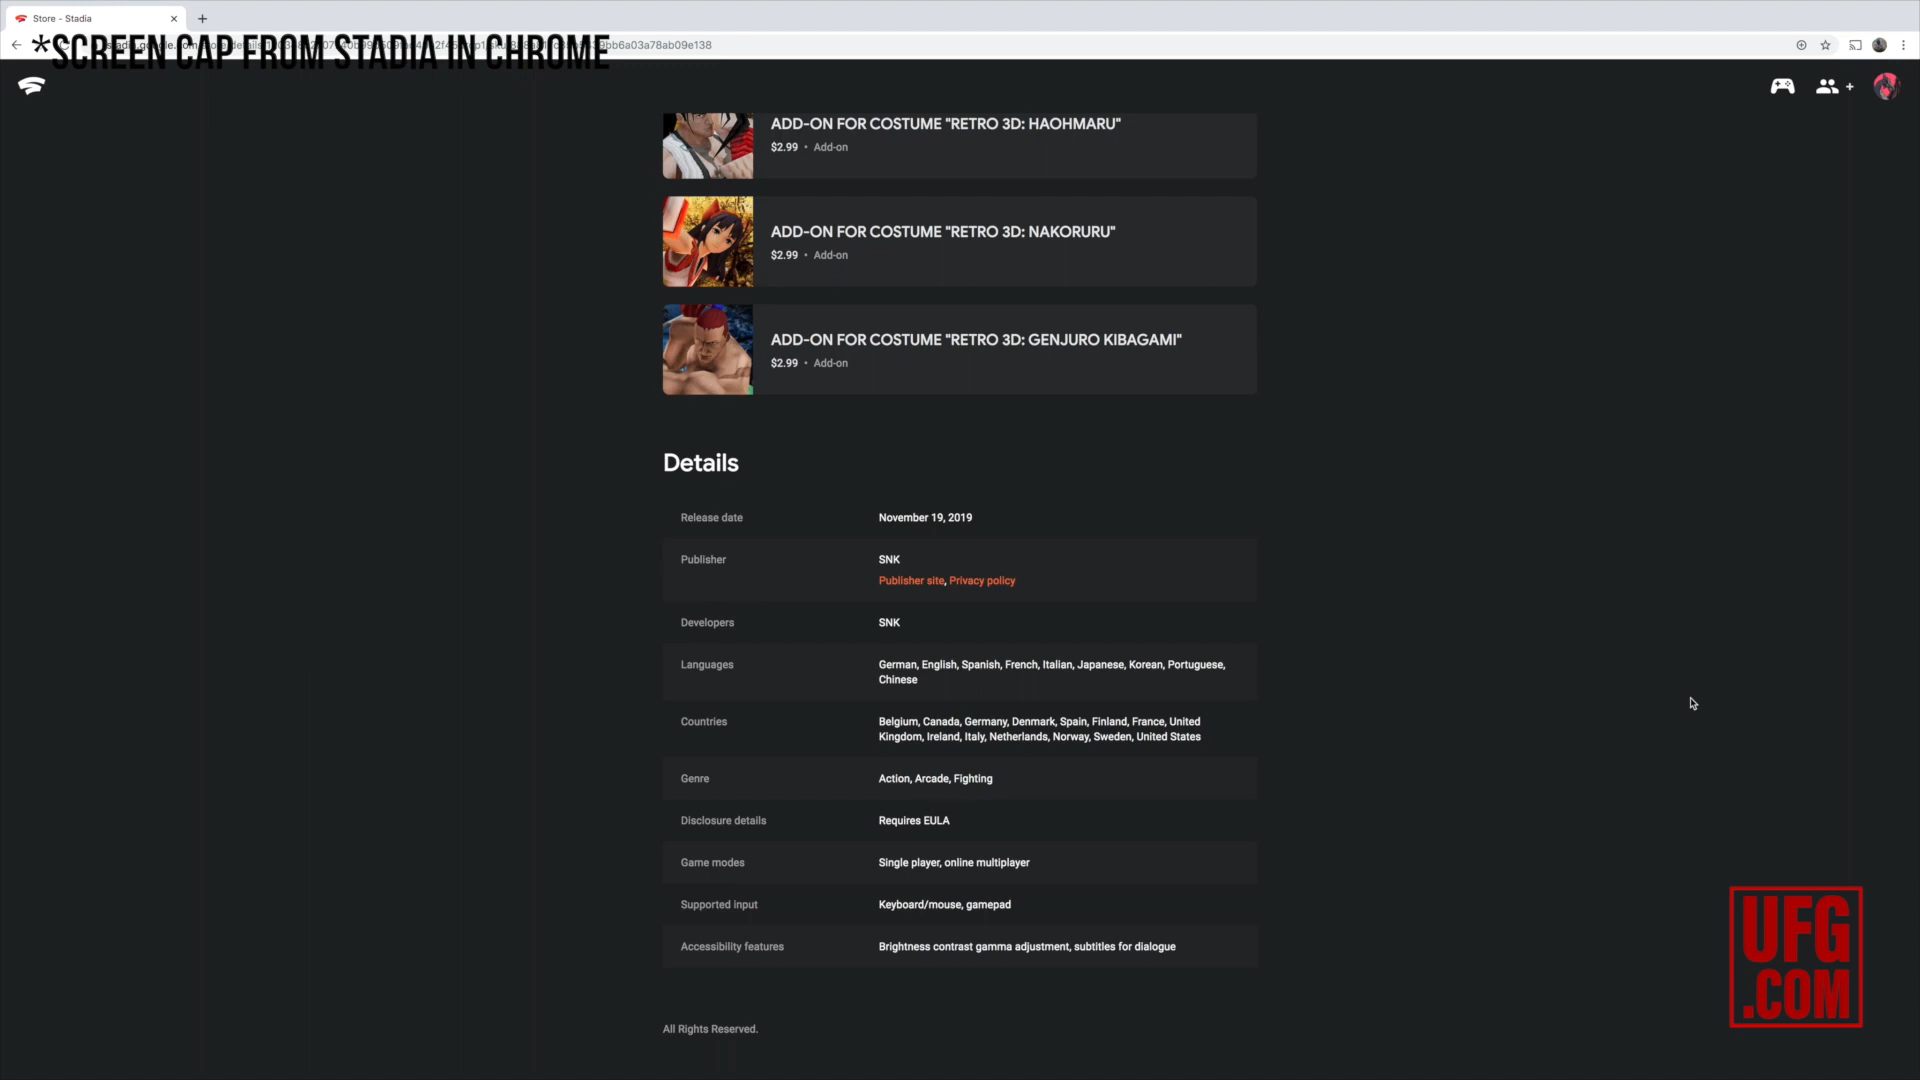 Store - Stadia
*SCREEN CAP FROM STADIA IN CHROME
bb6a03a78ab09e138
ADD-ON FOR COSTUME "RETRO 3D: HAOHMARU"
$2.99 • Add-on
ADD-ON FOR COSTUME "RETRO 3D: NAKORURU"
$2.99 • Add-on
ADD-ON FOR COSTUME "RETRO 3D: GENJURO KIBAGAMI"
$2.99 • Add-on
Details
Release date November 19, 2019
Publisher SNK
Publisher site, Privacy policy
Developers SNK
Languages German, English, Spanish, French, Italian, Japanese, Korean, Portuguese,
Chinese
Countries Belgium, Canada, Germany, Denmark, Spain, Finland, France, United
Kingdom, Ireland, Italy, Netherlands, Norway, Sweden, United States
Genre Action, Arcade, Fighting
Disclosure details Requires EULA
Game modes Single player, online multiplayer
Supported input Keyboard/mouse, gamepad
Accessibility features Brightness contrast gamma adjustment, subtitles for dialogue
All Rights Reserved.
UFG
.COM